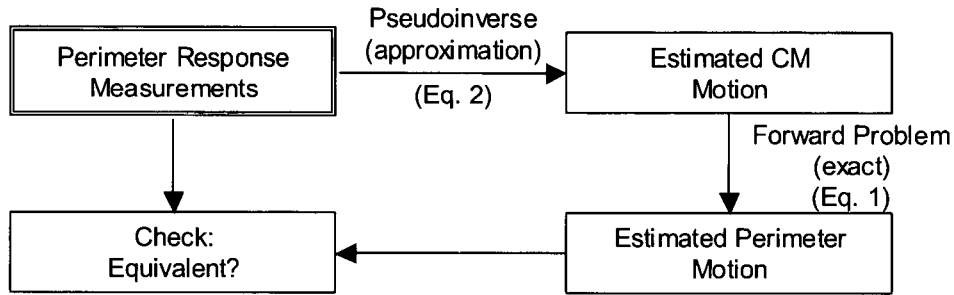 Perimeter Response
Measurements
Pseudoinverse
(approximation)
(Eq. 2)
Estimated CM
Motion
Forward Problem
(exact)
(Eq. 1)
Estimated Perimeter
Motion
Check:
Equivalent?